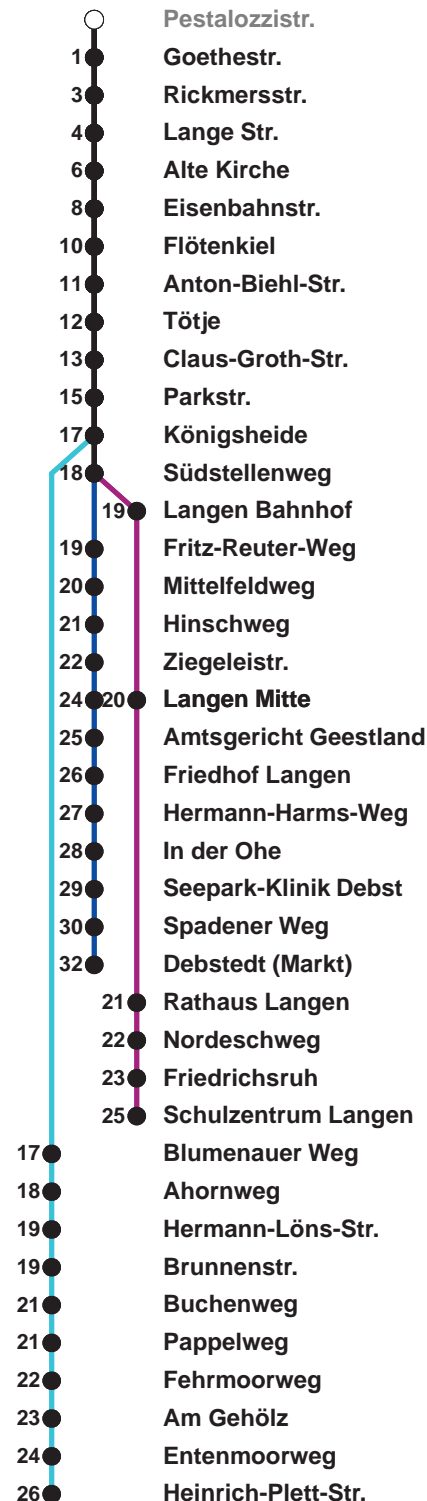 Pestalozzistr.
1 Goethestr.
3 Rickmersstr.
4 Lange Str.
6 Alte Kirche
8 Eisenbahnstr.
10 Flötenkiel
11 Anton-Biehl-Str.
12 Tötje
13 Claus-Groth-Str.
15 Parkstr.
17 Königsheide
18 Südstellenweg
19 Langen Bahnhof
19 Fritz-Reuter-Weg
20 Mittelfeldweg
21 Hinschweg
22 Ziegeleistr.
24 20 Langen Mitte
25 Amtsgericht Geestland
26 Friedhof Langen
27 Hermann-Harms-Weg
28 In der Ohe
29 Seepark-Klinik Debst
30 Spadener Weg
32 Debstedt (Markt)
21 Rathaus Langen
22 Nordeschweg
23 Friedrichsruh
25 Schulzentrum Langen
17 Blumenauer Weg
18 Ahornweg
19 Hermann-Löns-Str.
19 Brunnenstr.
21 Buchenweg
21 Pappelweg
22 Fehrmoorweg
23 Am Gehölz
24 Entenmoorweg
26 Heinrich-Plett-Str.